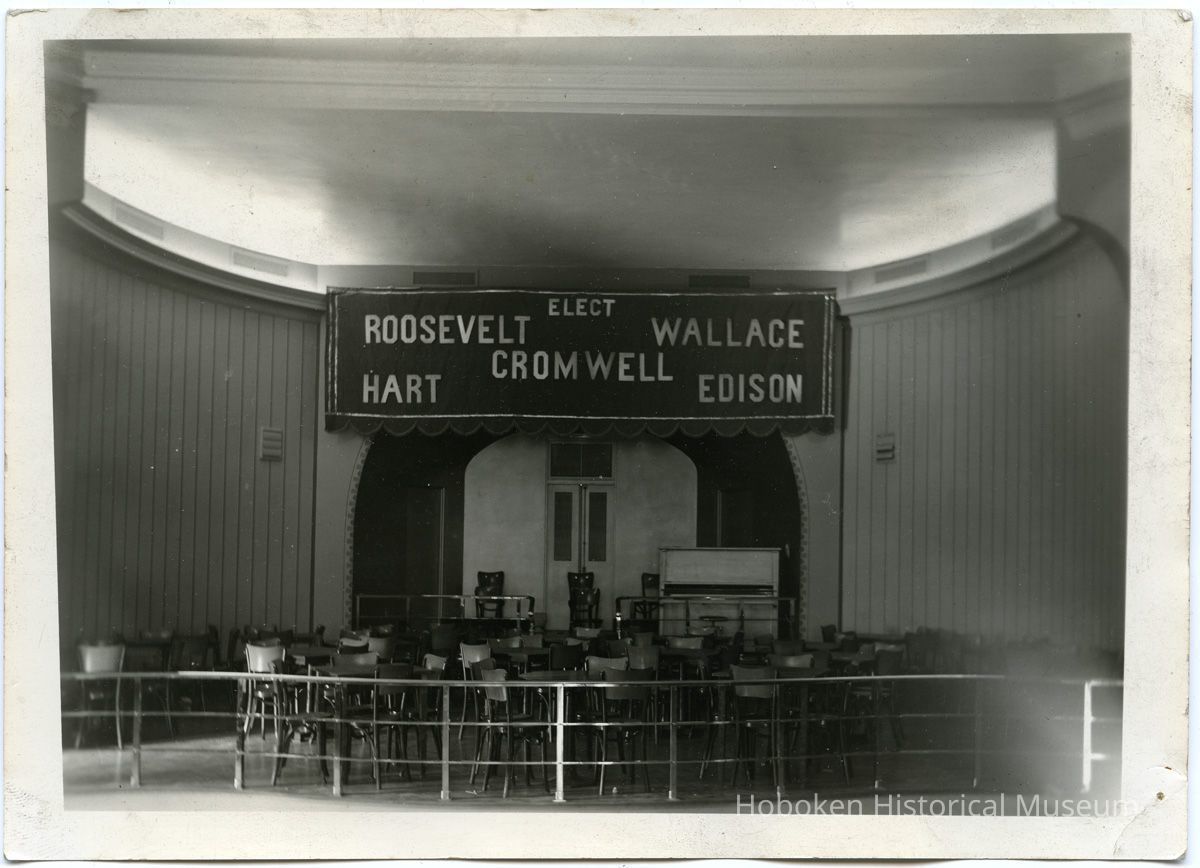 ELECT
ROOSEVELT WALLACE
CROMWELL
HART EDISON
Hoboken Historical Museum